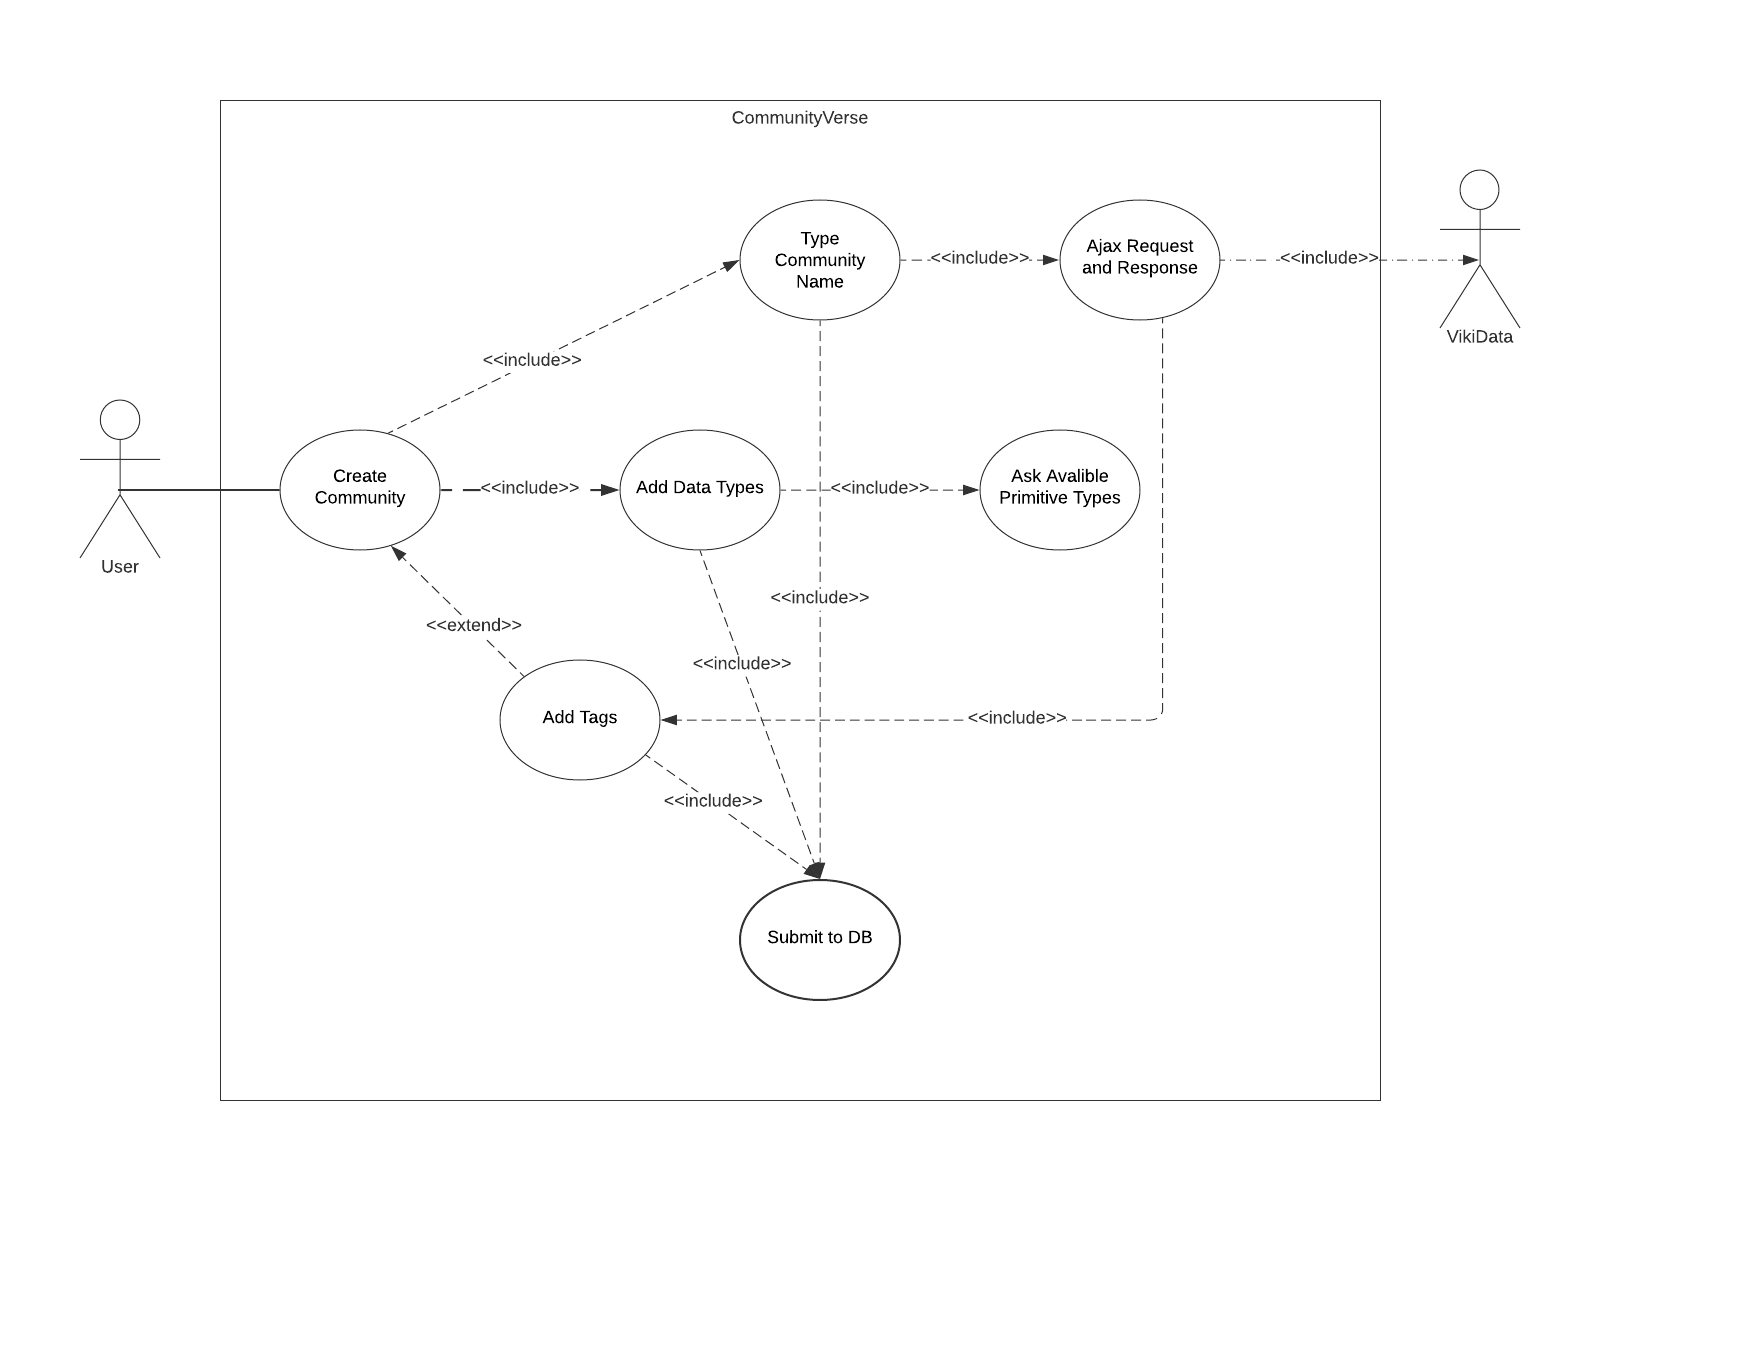 CommunityVerse
Type
Community
Name
<<include>>
Ajax Request
and Response
<<include>>
VikiData
<<include>>
User
Create
Community
<<include>>
Add Data Types
<<include>>
Ask Avalible
Primitive Types
<<include>>
<<extend>>
<<include>>
Add Tags
<<include>>
<<include>>
Submit to DB